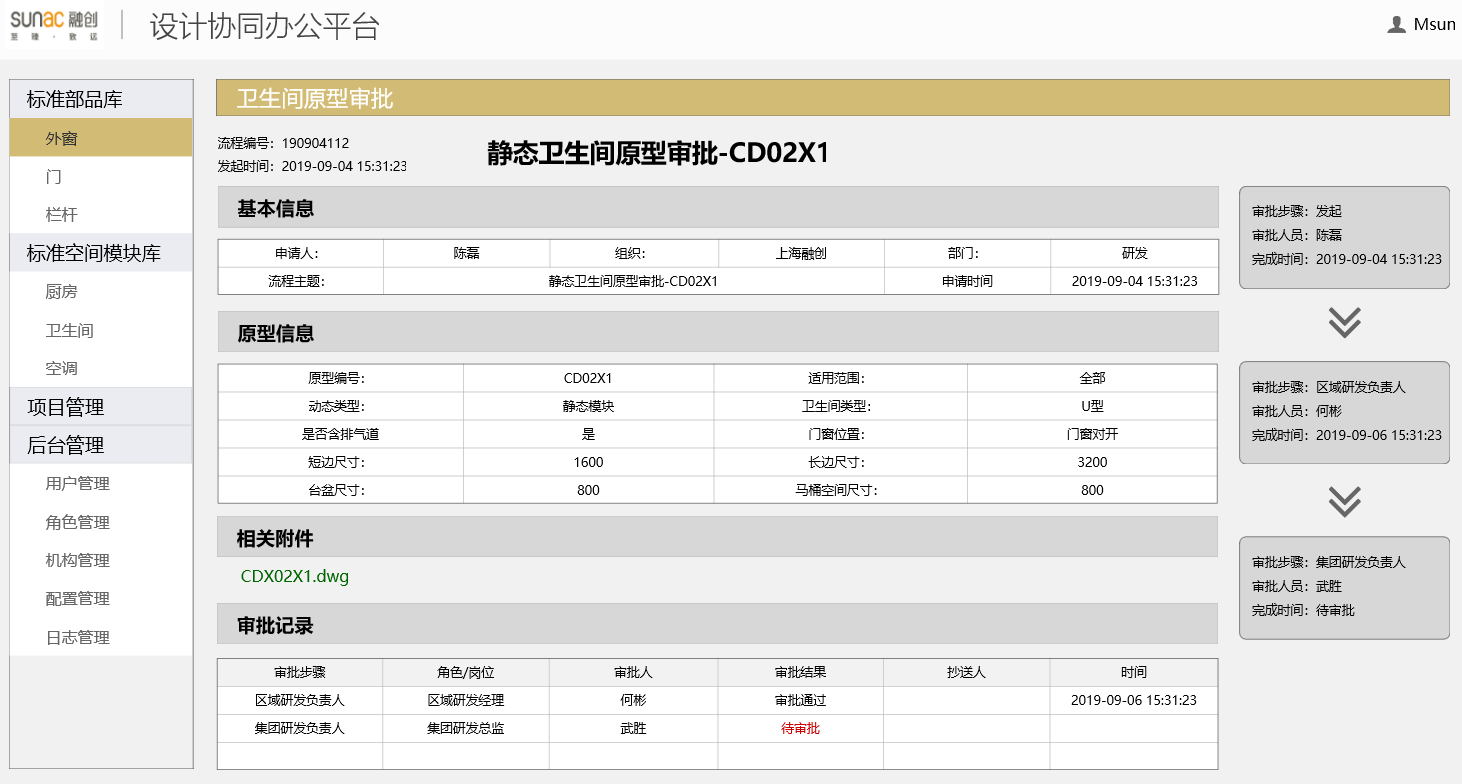 sunac 融创
至 臻 · 致 远
设计协同办公平台
Msun
标准部品库
外窗
门
栏杆
标准空间模块库
厨房
卫生间
空调
项目管理
后台管理
用户管理
角色管理
机构管理
配置管理
日志管理
卫生间原型审批
流程编号：190904112
发起时间：2019-09-04 15:31:23
静态卫生间原型审批-CD02X1
基本信息
申请人： 陈磊 组织： 上海融创 部门： 研发
流程主题： 静态卫生间原型审批-CD02X1 申请时间 2019-09-04 15:31:23
原型信息
原型编号： CD02X1 适用范围： 全部
动态类型： 静态模块 卫生间类型： U型
是否含排气道 是 门窗位置： 门窗对开
短边尺寸： 1600 长边尺寸： 3200
台盆尺寸： 800 马桶空间尺寸： 800
相关附件
CDX02X1.dwg
审批记录
审批步骤 角色/岗位 审批人 审批结果 抄送人 时间
区域研发负责人 区域研发经理 何彬 审批通过 2019-09-06 15:31:23
集团研发负责人 集团研发总监 武胜 待审批
审批步骤：发起
审批人员：陈磊
完成时间：2019-09-04 15:31:23
审批步骤：区域研发负责人
审批人员：何彬
完成时间：2019-09-06 15:31:23
审批步骤：集团研发负责人
审批人员：武胜
完成时间：待审批